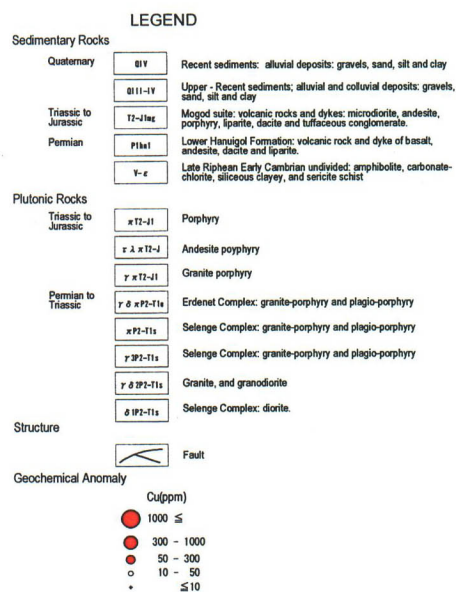 LEGEND
Sedimentary Rocks
Quaternary QIV Recent sediments: alluvial deposits: gravels, sand, silt and clay
QIII-IV Upper - Recent sediments; alluvial and colluvial deposits: gravels,
sand, silt and clay
Triassic to
Jurassic
T2-J1mg Mogod suite: volcanic rocks and dykes: microdiorite, andesite,
porphyry, liparite, dacite and tuffaceous conglomerate.
Permian P1hn1 Lower Hanuigol Formation: volcanic rock and dyke of basalt,
andesite, dacite and liparite.
V-ε Late Riphean Early Cambrian undivided: amphibolite, carbonate-
chlorite, siliceous clayey, and sericite schist
Plutonic Rocks
Triassic to
Jurassic
πT2-J1 Porphyry
τλπT2-J Andesite poyphyry
γπT2-J1 Granite porphyry
Permian to
Triassic
γδπP2-T1e Erdenet Complex: granite-porphyry and plagio-porphyry
πP2-T1s Selenge Complex: granite-porphyry and plagio-porphyry
γ3P2-T1s Selenge Complex: granite-porphyry and plagio-porphyry
γδ2P2-T1s Granite, and granodiorite
δ1P2-T1s Selenge Complex: diorite.
Structure
Fault
Geochemical Anomaly
Cu(ppm)
1000 ≦
300 - 1000
50 - 300
10 - 50
≦10